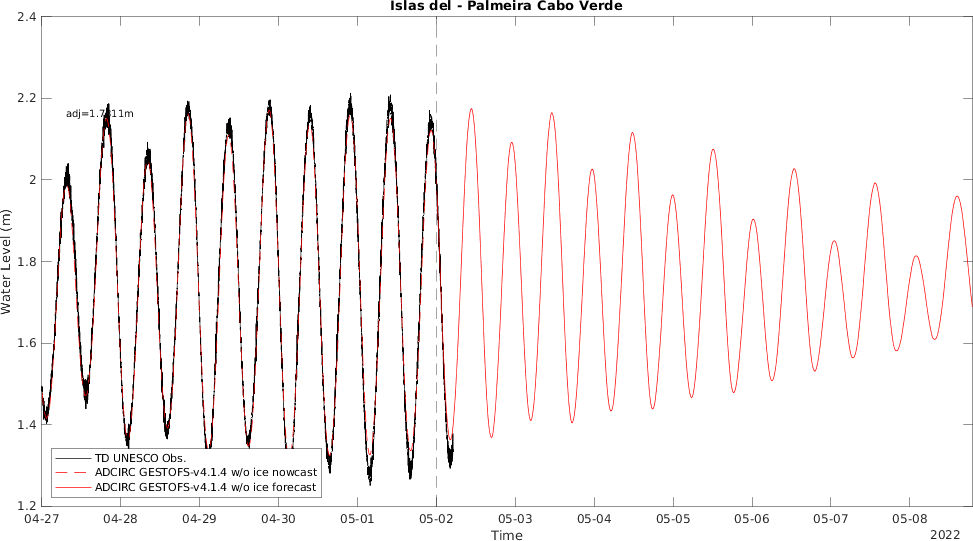 Islas del - Palmeira Cabo Verde
2.4
2.2
2
1.8
1.6
1.4
1.2
Water Level (m)
TD UNESCO Obs.
ADCIRC GESTOFS-v4.1.4 w/o ice nowcast
ADCIRC GESTOFS-v4.1.4 w/o ice forecast
04-27 04-28 04-29 04-30 05-01 05-02 05-03 05-04 05-05 05-06 05-07 05-08
Time
2022